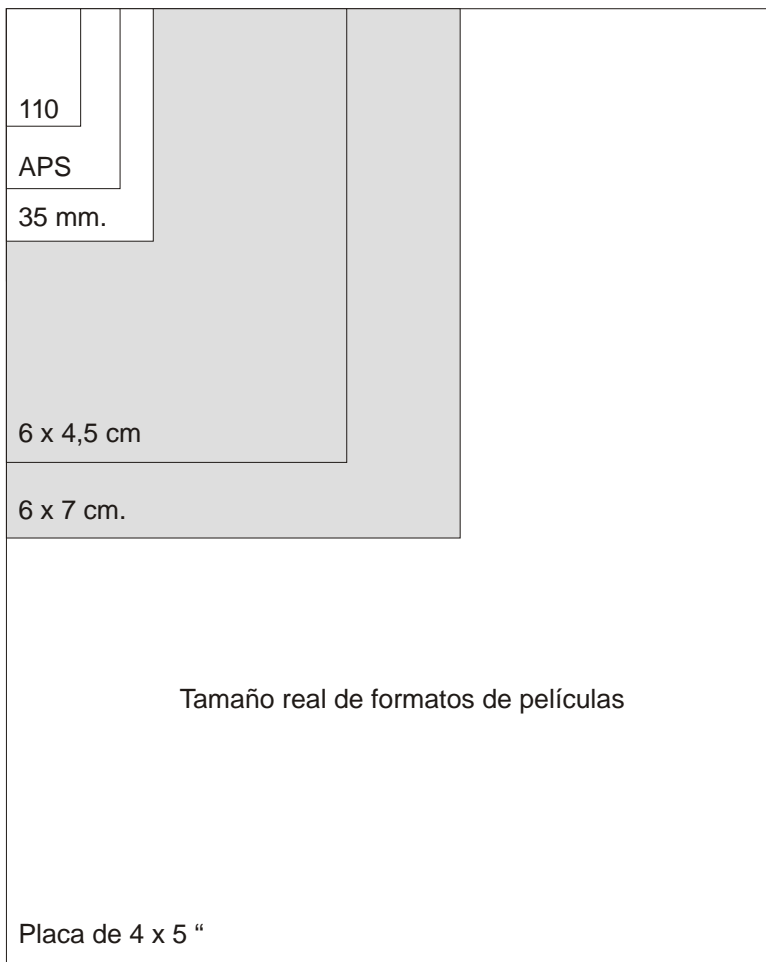 110
APS
35 mm.
6 x 4,5 cm
6 x 7 cm.
Tamaño real de formatos de películas
Placa de 4 x 5 “